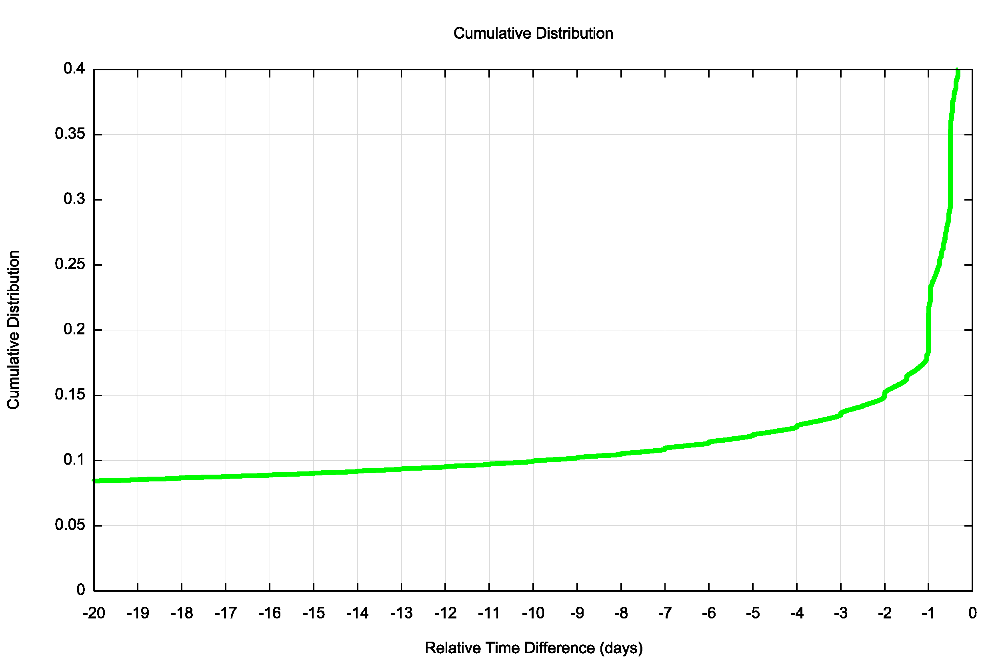 Cumulative Distribution
0.4
0.35
0.3
0.25
0.2
0.15
0.1
0.05
0
Cumulative Distribution
-20 -19 -18 -17 -16 -15 -14 -13 -12 -11 -10 -9 -8 -7 -6 -5 -4 -3 -2 -1 0
Relative Time Difference (days)